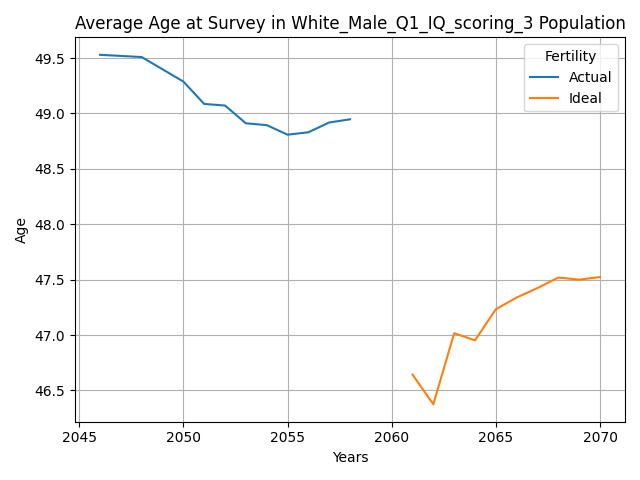 Average Age at Survey in White_Male_Q1_IQ_scoring_3 Population
Fertility
Actual
Ideal
Age
49.5
49.0
48.5
48.0
47.5
47.0
46.5
2045 2050 2055 2060 2065 2070
Years